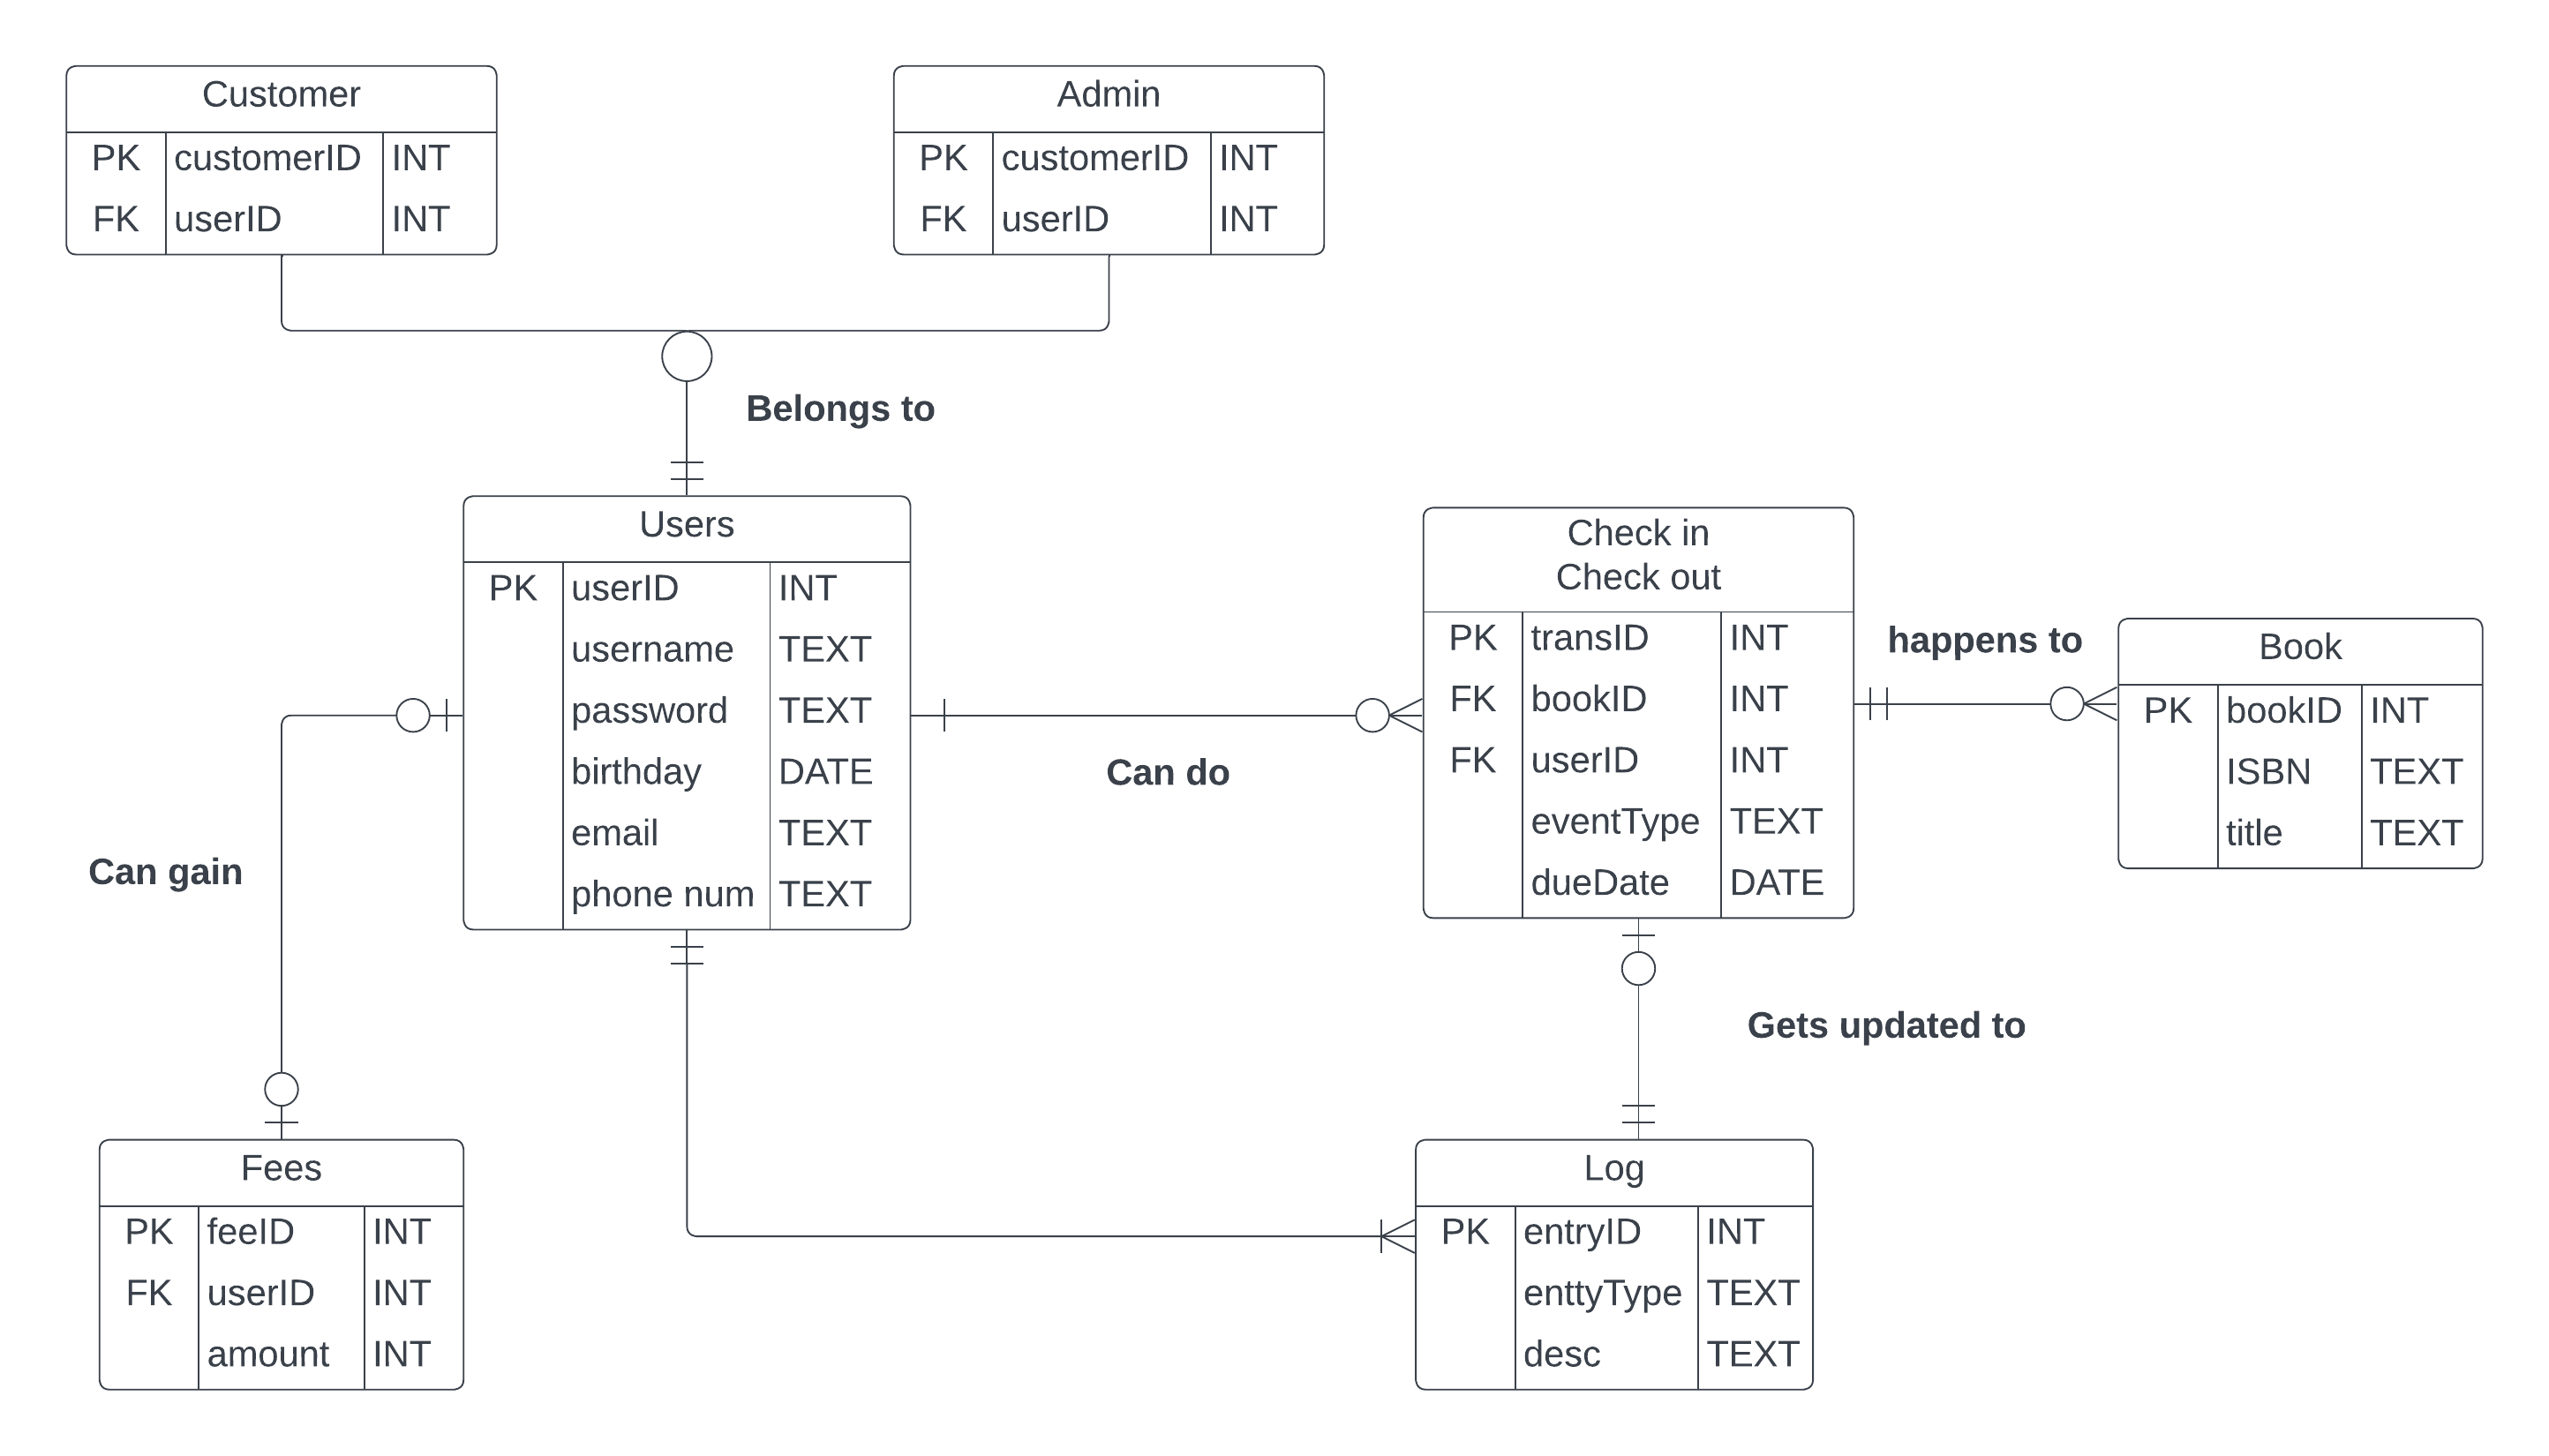 Customer
PK customerID INT
FK userID INT
Admin
PK customerID INT
FK userID INT
Belongs to
Users
PK userID INT
username TEXT
password TEXT
birthday DATE
email TEXT
phone num TEXT
Can do
Check in
Check out
PK transID INT
FK bookID INT
FK userID INT
eventType TEXT
dueDate DATE
happens to
Book
PK bookID INT
ISBN TEXT
title TEXT
Can gain
Gets updated to
Fees
PK feeID INT
FK userID INT
amount INT
Log
PK entryID INT
enttyType TEXT
desc TEXT